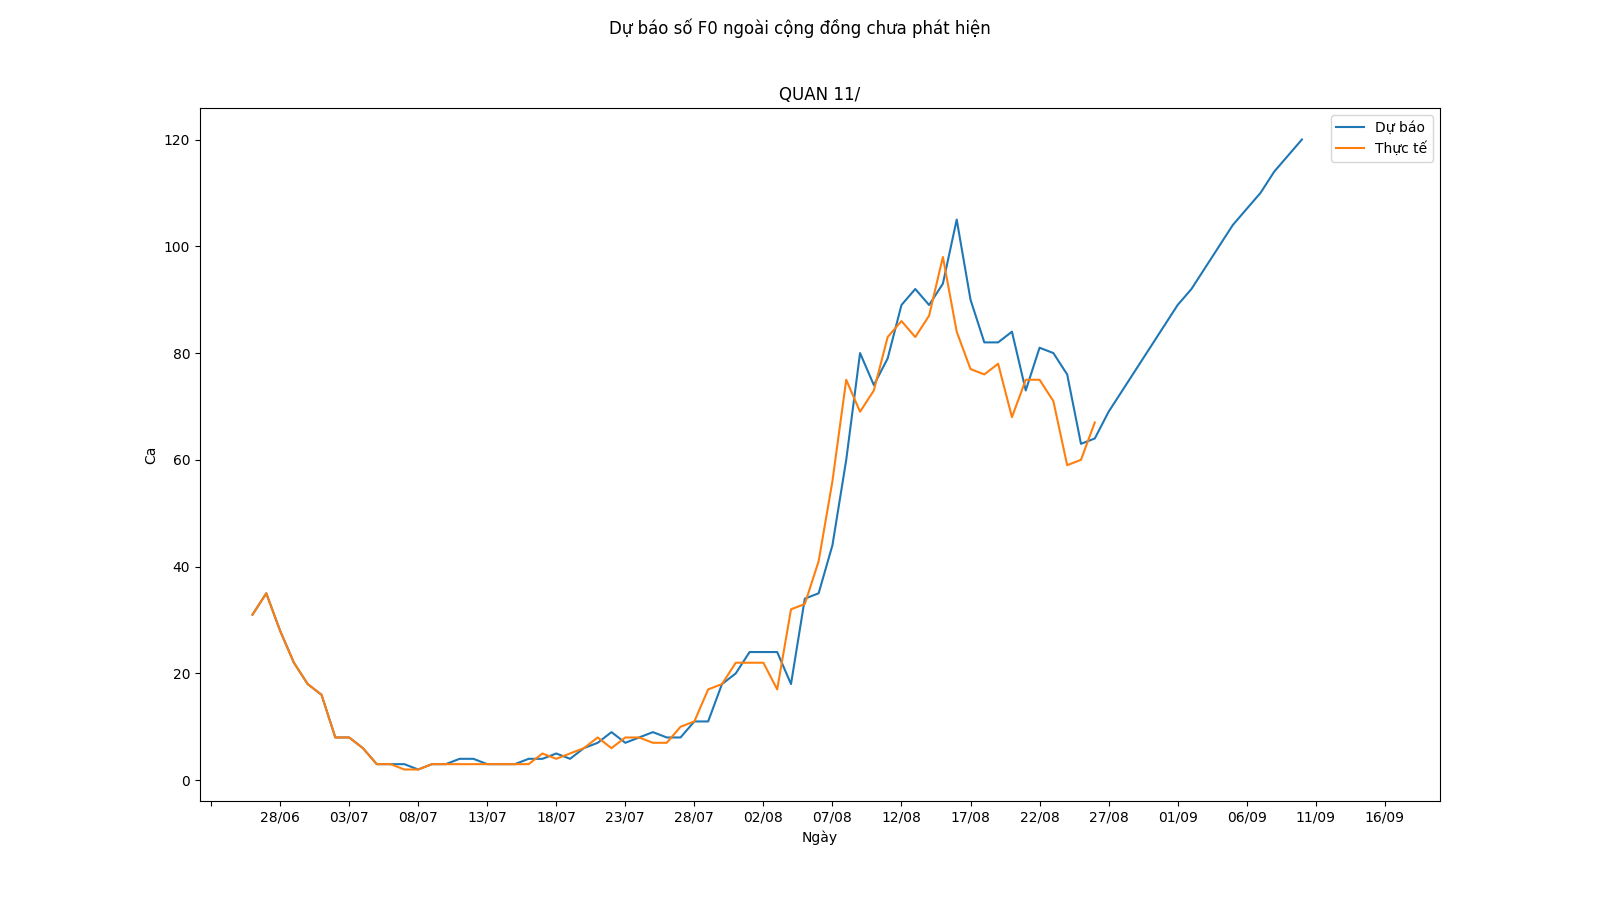 Dự báo số F0 ngoài cộng đồng chưa phát hiện
QUAN 11/
Dự báo
Thực tế
120
100
80
60
40
20
0
Ca
28/06 03/07 08/07 13/07 18/07 23/07 28/07 02/08 07/08 12/08 17/08 22/08 27/08 01/09 06/09 11/09 16/09
Ngày